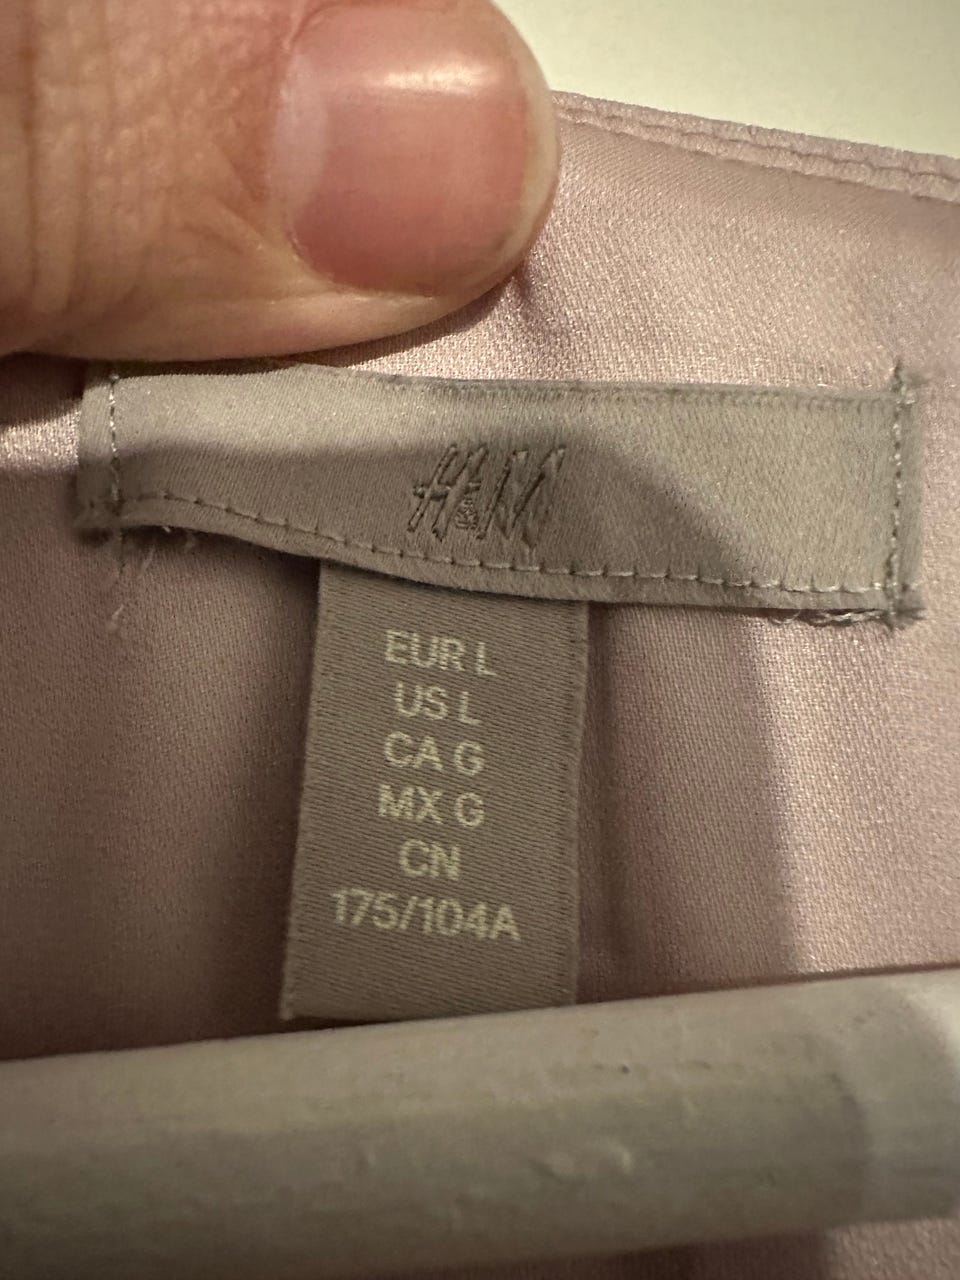 H&M
EUR L
US L
CA G
MX G
CN
175/104A